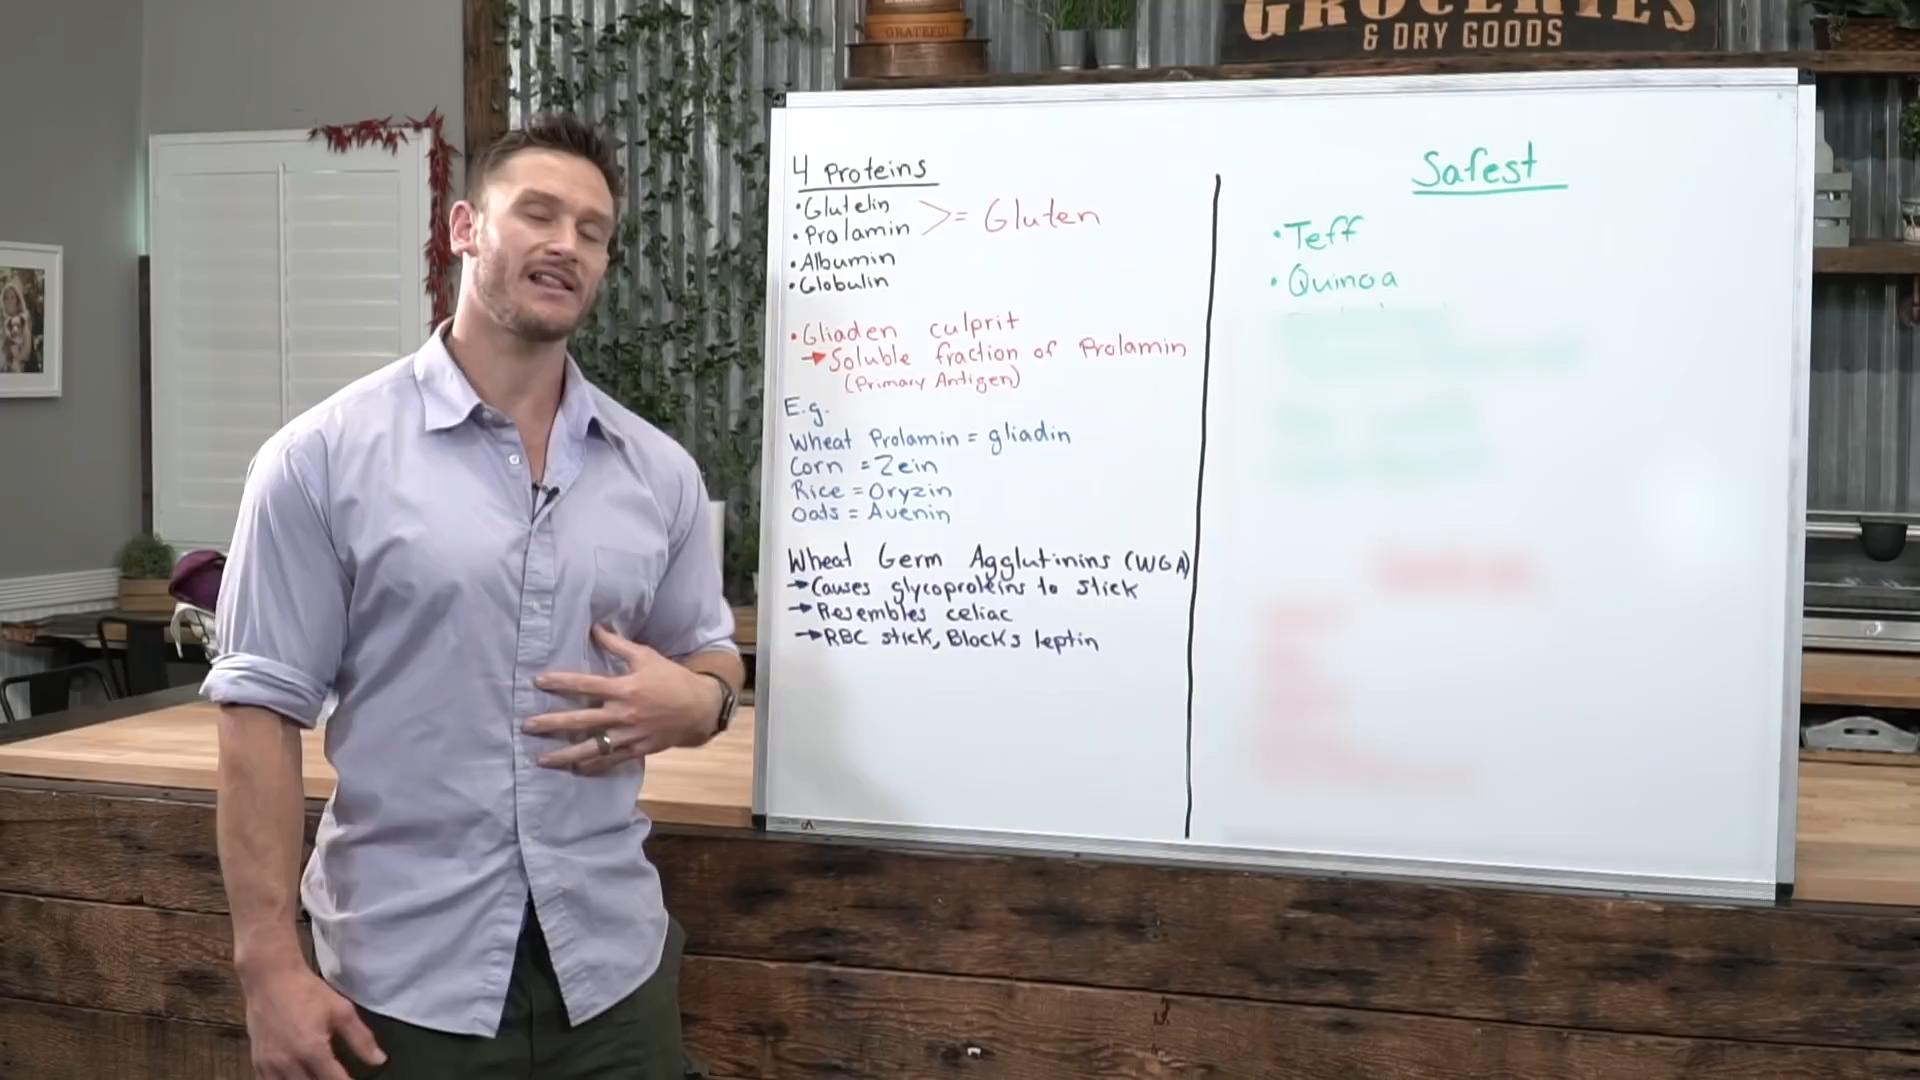 GRATEFUL
GROCERIES
& DRY GOODS
4 Proteins
• Glutelin
• Prolamin
>= Gluten
• Albumin
• Globulin
• Gliaden culprit
→ Soluble fraction of Prolamin
(Primary Antigen)
E.g.
Wheat Prolamin = gliadin
Corn = Zein
Rice = Oryzin
Oats = Avenin
Wheat Germ Agglutinins (WGA)
→ Causes glycoproteins to stick
→ Resembles celiac
→ RBC stick, Blocks leptin
Safest
• Teff
• Quinoa